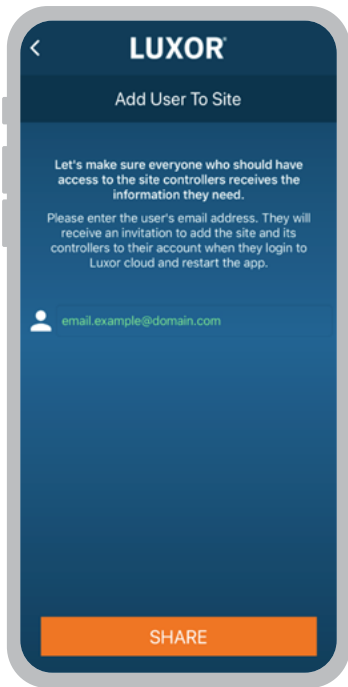 LUXOR
Add User To Site
Let's make sure everyone who should have
access to the site controllers receives the
information they need.
Please enter the user's email address. They will
receive an invitation to add the site and its
controllers to their account when they login to
Luxor cloud and restart the app.
email.example@domain.com
SHARE